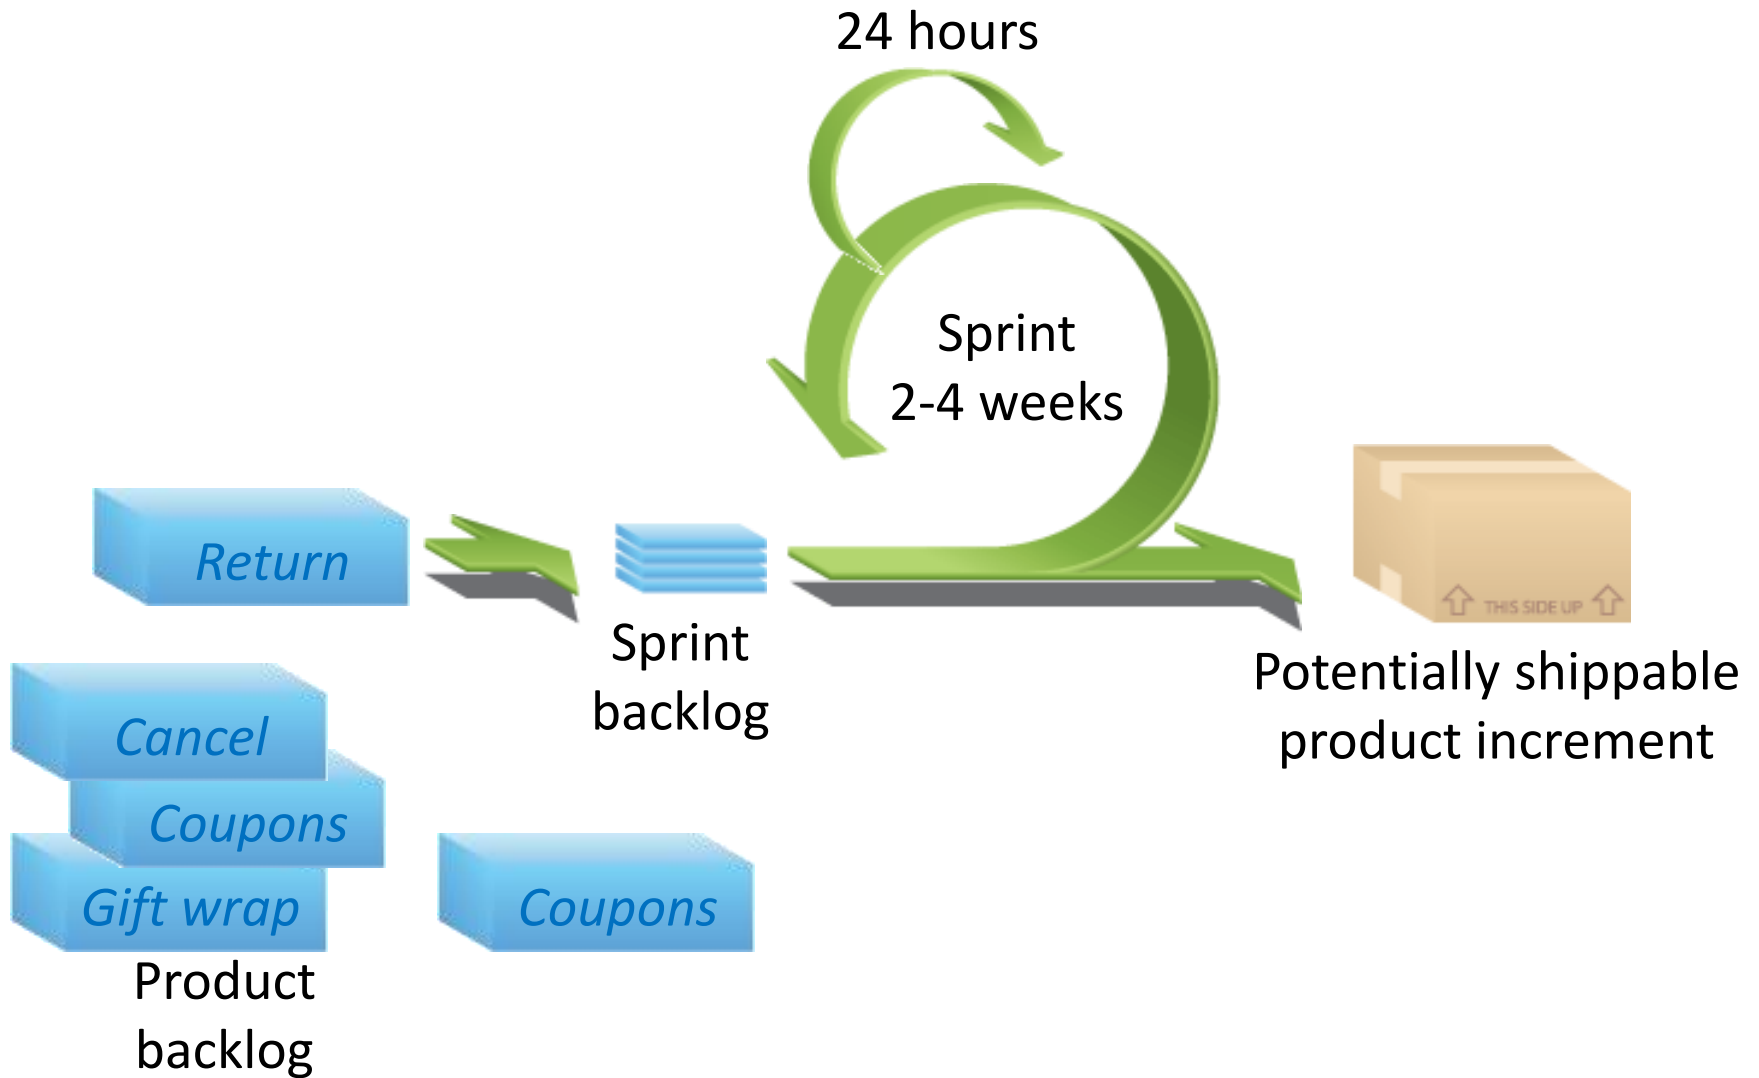 24 hours
Sprint
2-4 weeks
Return
THIS SIDE UP
Sprint
backlog
Potentially shippable
product increment
Cancel
Coupons
Gift wrap
Coupons
Product
backlog